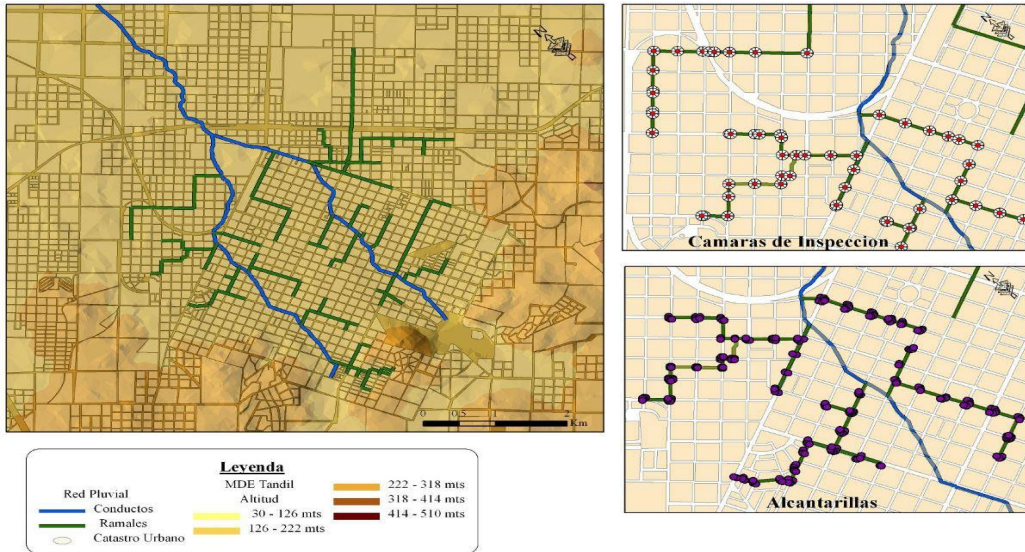 N
0 0.5 1 2
Km
N
Camaras de Inspeccion
N
Alcantarillas
Leyenda
Red Pluvial
Conductos
Ramales
Catastro Urbano
MDE Tandil
Altitud
30 - 126 mts
126 - 222 mts
222 - 318 mts
318 - 414 mts
414 - 510 mts